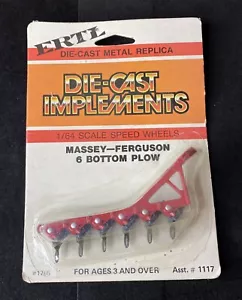 ERTL
DIE-CAST METAL REPLICA
DIE-CAST
IMPLEMENTS
1/64 SCALE SPEED WHEELS
MASSEY—FERGUSON
6 BOTTOM PLOW
FOR AGES 3 AND OVER
Asst. # 1117